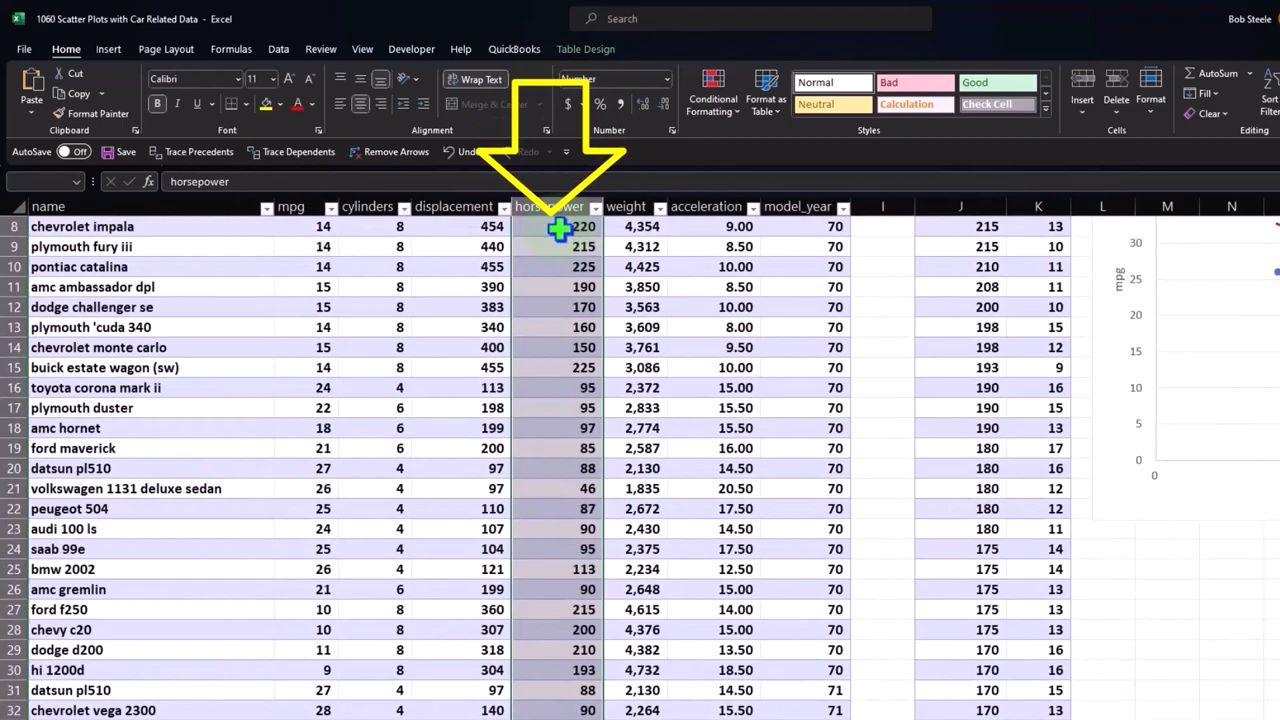 1060 Scatter Plots with Car Related Data - Excel
Search
Bob Steele
File Home Insert Page Layout Formulas Data Review View Developer Help QuickBooks Table Design
Paste
Cut
Copy
Format Painter
Clipboard
Calibri 11
B I U
Font
Wrap Text
Merge & Center
Alignment
Number
$ % ,
Number
Conditional Formatting
Format as Table
Normal Bad Good
Neutral Calculation Check Cell
Styles
Insert Delete Format
Cells
AutoSum
Fill
Clear
Editing
AutoSave Off Save Trace Precedents Trace Dependents Remove Arrows Redo
fx horsepower
name mpg cylinders displacement horsepower weight acceleration model_year I J K L M N
8 chevrolet impala 14 8 454 220 4,354 9.00 70 215 13
9 plymouth fury iii 14 8 440 215 4,312 8.50 70 215 10
10 pontiac catalina 14 8 455 225 4,425 10.00 70 210 11
11 amc ambassador dpl 15 8 390 190 3,850 8.50 70 208 11
12 dodge challenger se 15 8 383 170 3,563 10.00 70 200 10
13 plymouth 'cuda 340 14 8 340 160 3,609 8.00 70 198 15
14 chevrolet monte carlo 15 8 400 150 3,761 9.50 70 198 12
15 buick estate wagon (sw) 14 8 455 225 3,086 10.00 70 193 9
16 toyota corona mark ii 24 4 113 95 2,372 15.00 70 190 16
17 plymouth duster 22 6 198 95 2,833 15.50 70 190 15
18 amc hornet 18 6 199 97 2,774 15.50 70 190 13
19 ford maverick 21 6 200 85 2,587 16.00 70 180 17
20 datsun pl510 27 4 97 88 2,130 14.50 70 180 16
21 volkswagen 1131 deluxe sedan 26 4 97 46 1,835 20.50 70 180 12
22 peugeot 504 25 4 110 87 2,672 17.50 70 180 12
23 audi 100 ls 24 4 107 90 2,430 14.50 70 180 11
24 saab 99e 25 4 104 95 2,375 17.50 70 175 14
25 bmw 2002 26 4 121 113 2,234 12.50 70 175 14
26 amc gremlin 21 6 199 90 2,648 15.00 70 175 13
27 ford f250 10 8 360 215 4,615 14.00 70 175 13
28 chevy c20 10 8 307 200 4,376 15.00 70 175 13
29 dodge d200 11 8 318 210 4,382 13.50 70 170 16
30 hi 1200d 9 8 304 193 4,732 18.50 70 170 16
31 datsun pl510 27 4 97 88 2,130 14.50 71 170 15
32 chevrolet vega 2300 28 4 140 90 2,264 15.50 71 170 13
mpg
30
25
20
15
10
5
0
0